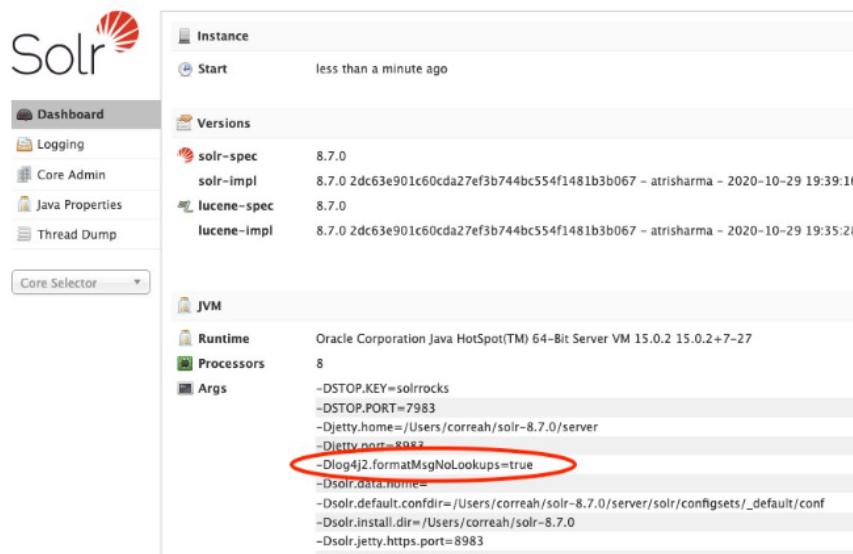 Solr
Dashboard
Logging
Core Admin
Java Properties
Thread Dump
Core Selector
Instance
Start less than a minute ago
Versions
solr-spec 8.7.0
solr-impl 8.7.0 2dc63e901c60cda27ef3b744bc554f1481b3b067 - atrisharma - 2020-10-29 19:39:16
lucene-spec 8.7.0
lucene-impl 8.7.0 2dc63e901c60cda27ef3b744bc554f1481b3b067 - atrisharma - 2020-10-29 19:35:28
JVM
Runtime Oracle Corporation Java HotSpot(TM) 64-Bit Server VM 15.0.2 15.0.2+7-27
Processors 8
Args -DSTOP.KEY=solrrocks
-DSTOP.PORT=7983
-Djetty.home=/Users/correah/solr-8.7.0/server
-Djetty.port=8983
-Dlog4j2.formatMsgNoLookups=true
-Dsolr.data.home=
-Dsolr.default.confdir=/Users/correah/solr-8.7.0/server/solr/configsets/_default/conf
-Dsolr.install.dir=/Users/correah/solr-8.7.0
-Dsolr.jetty.https.port=8983